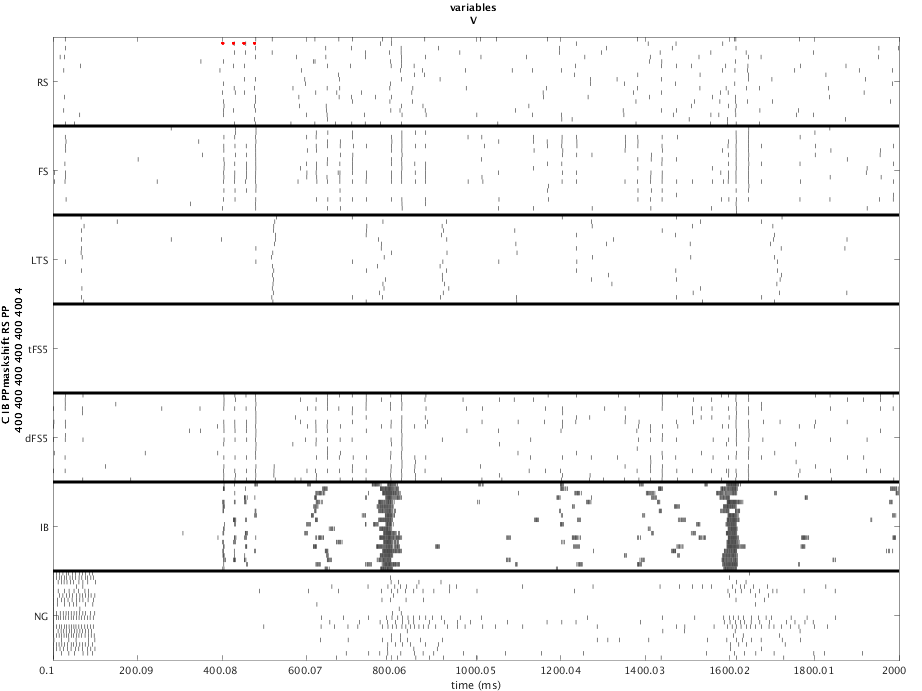 variables
V
RS
FS
LTS
tFS5
dFS5
IB
NG
C IB PPmaskshift RS PP
400 400 400 400 400 400 4
0.1 200.09 400.08 600.07 800.06 1000.05 1200.04 1400.03 1600.02 1800.01
time (ms)